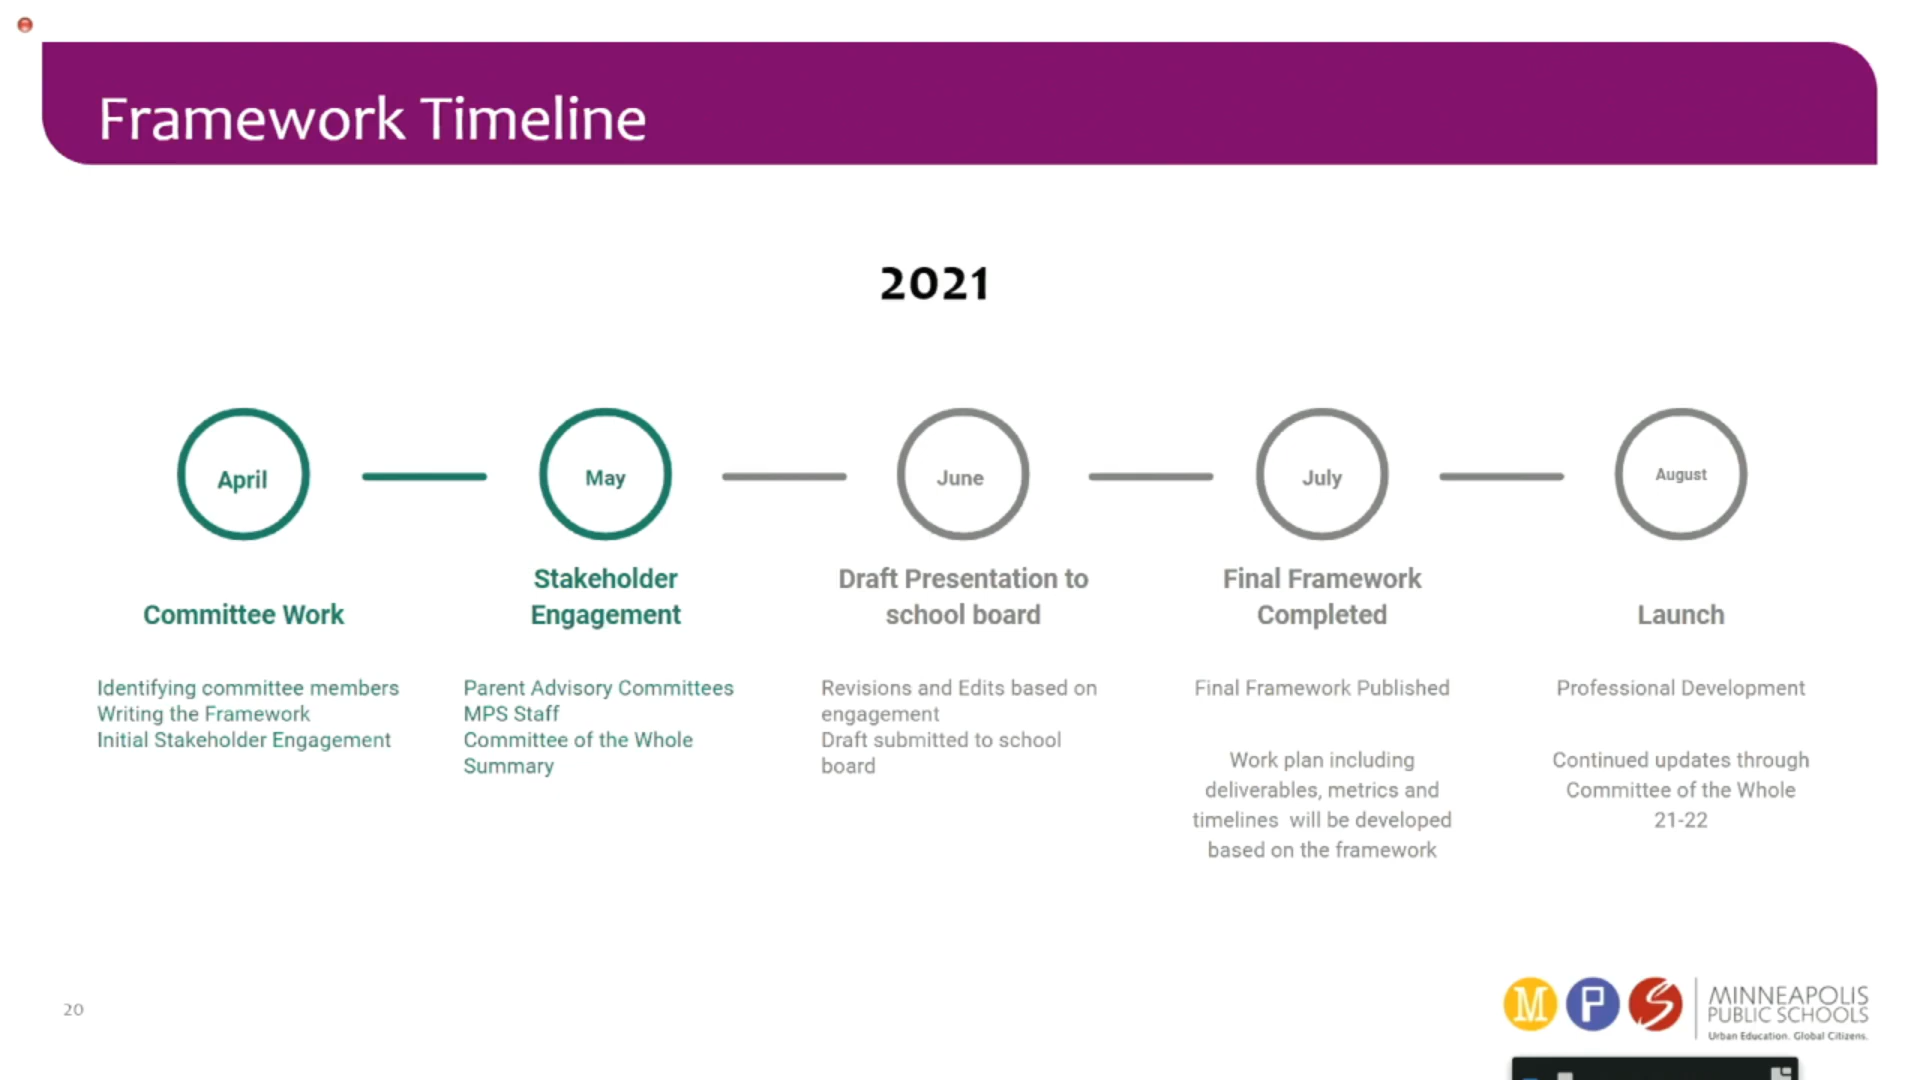 Framework Timeline
2021
April
May
June
July
August
Committee Work
Stakeholder
Engagement
Draft Presentation to
school board
Final Framework
Completed
Launch
Identifying committee members
Writing the Framework
Initial Stakeholder Engagement
Parent Advisory Committees
MPS Staff
Committee of the Whole
Summary
Revisions and Edits based on
engagement
Draft submitted to school
board
Final Framework Published
Work plan including
deliverables, metrics and
timelines  will be developed
based on the framework
Professional Development
Continued updates through
Committee of the Whole
21-22
20
M P S
MINNEAPOLIS
PUBLIC SCHOOLS
Urban Education. Global Citizens.